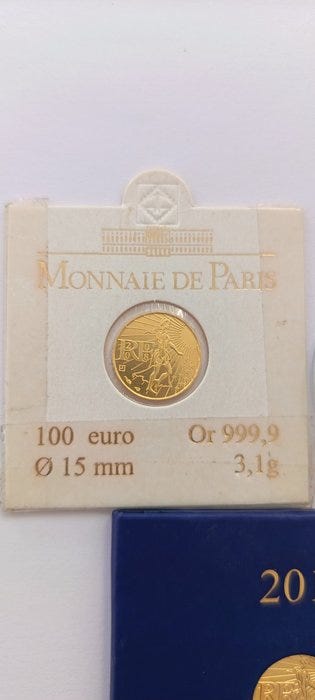 MONNAIE DE PARIS
RF
100 euro Or 999,9
Ø 15 mm 3,1g